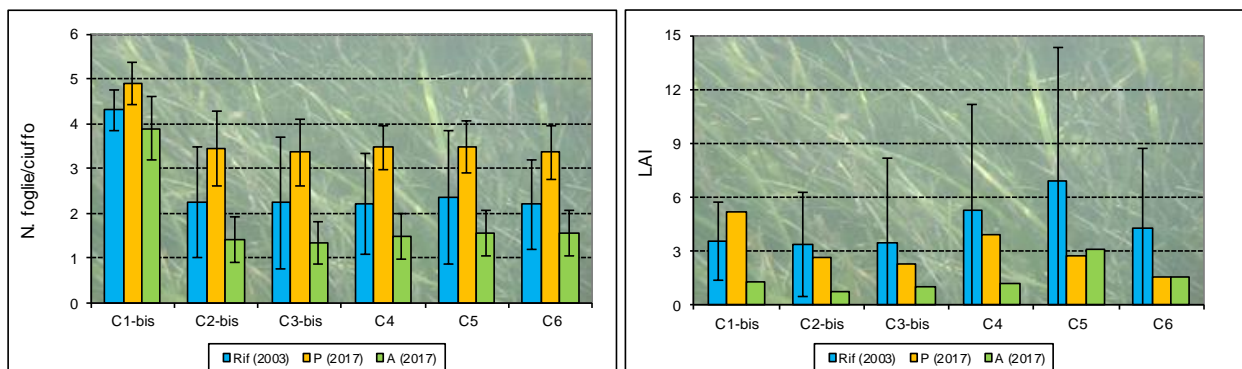 N. foglie/ciuffo
6
5
4
3
2
1
0
C1-bis C2-bis C3-bis C4 C5 C6
Rif (2003) P (2017) A (2017)
LAI
15
12
9
6
3
0
C1-bis C2-bis C3-bis C4 C5 C6
Rif (2003) P (2017) A (2017)